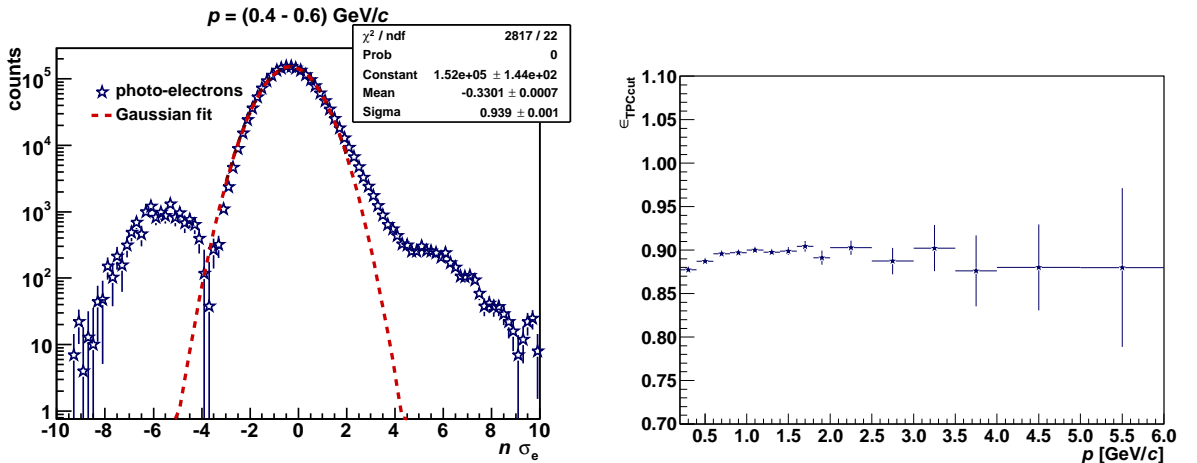 p = (0.4 - 0.6) GeV/c
χ² / ndf 2817 / 22
Prob 0
Constant 1.52e+05 ± 1.44e+02
Mean -0.3301 ± 0.0007
Sigma 0.939 ± 0.001
counts
photo-electrons
Gaussian fit
10⁵
10⁴
10³
10²
10
1
-10 -8 -6 -4 -2 0 2 4 6 8 10
n σe
ϵTPCcut
1.10
1.05
1.00
0.95
0.90
0.85
0.80
0.75
0.70
0.5 1.0 1.5 2.0 2.5 3.0 3.5 4.0 4.5 5.0 5.5 6.0
p [GeV/c]